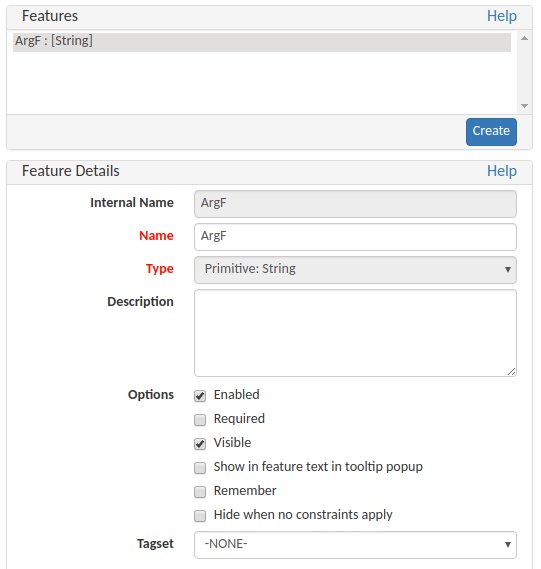 Features Help
ArgF : [String]
Create
Feature Details Help
Internal Name ArgF
Name ArgF
Type Primitive: String
Description
Options Enabled
Required
Visible
Show in feature text in tooltip popup
Remember
Hide when no constraints apply
Tagset -NONE-